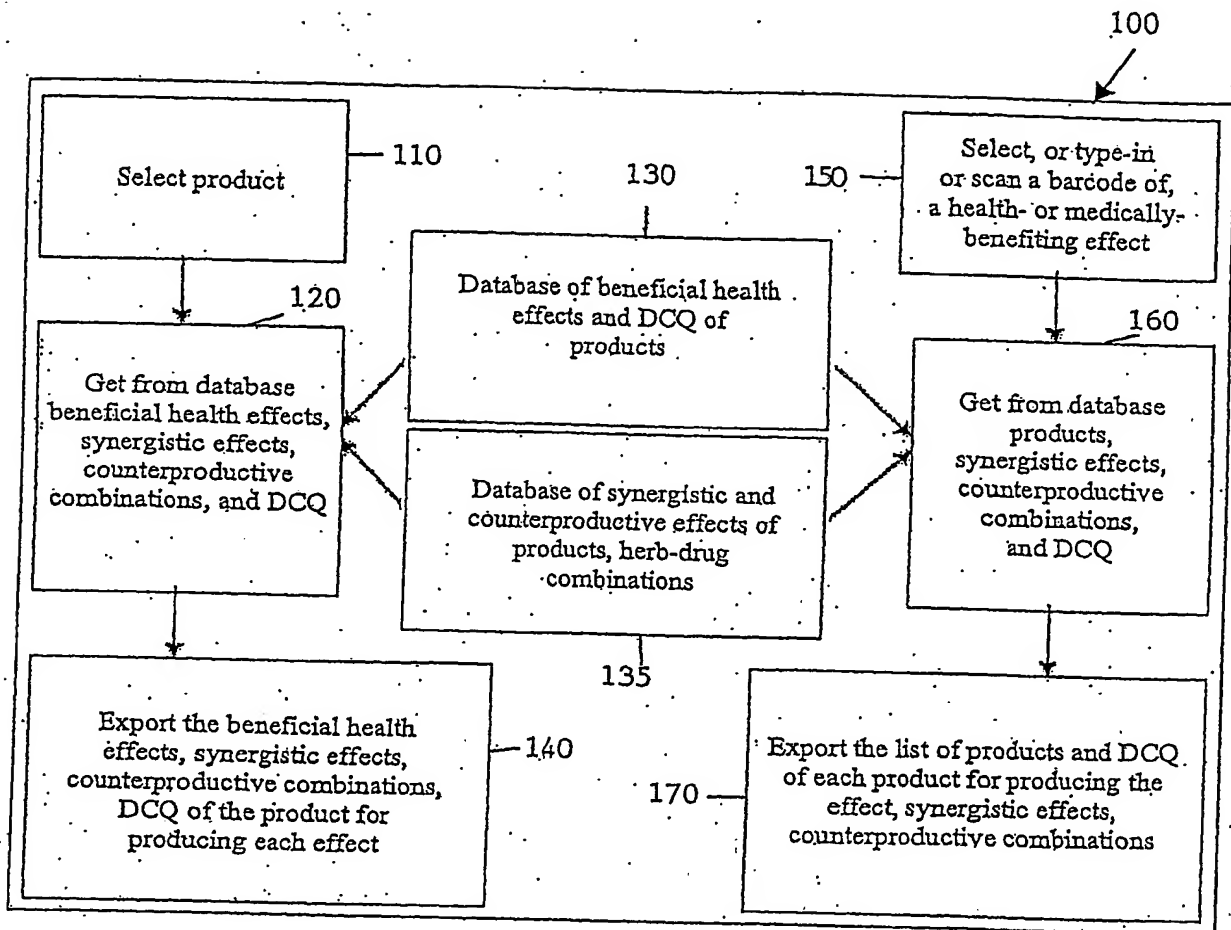 100
Select product
110
130
150
Select, or type-in
or scan a barcode of,
a health- or medically-
benefiting effect
120
Database of beneficial health
effects and DCQ of
products
160
Get from database
beneficial health effects,
synergistic effects,
counterproductive
combinations, and DCQ
Database of synergistic and
counterproductive effects of
products, herb-drug
combinations
Get from database
products,
synergistic effects,
counterproductive
combinations,
and DCQ
135
Export the beneficial health
effects, synergistic effects,
counterproductive combinations,
DCQ of the product for
producing each effect
140
170
Export the list of products and DCQ
of each product for producing the
effect, synergistic effects,
counterproductive combinations